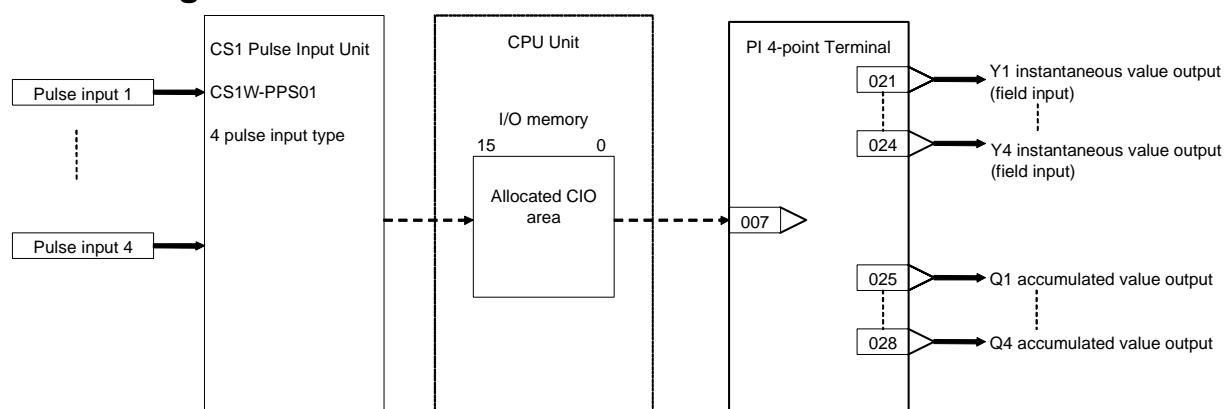 CS1 Pulse Input Unit
CS1W-PPS01
4 pulse input type
Pulse input 1
Pulse input 4
CPU Unit
I/O memory
15 0
Allocated CIO
area
PI 4-point Terminal
021
024
007
025
028
Y1 instantaneous value output
(field input)
Y4 instantaneous value output
(field input)
Q1 accumulated value output
Q4 accumulated value output